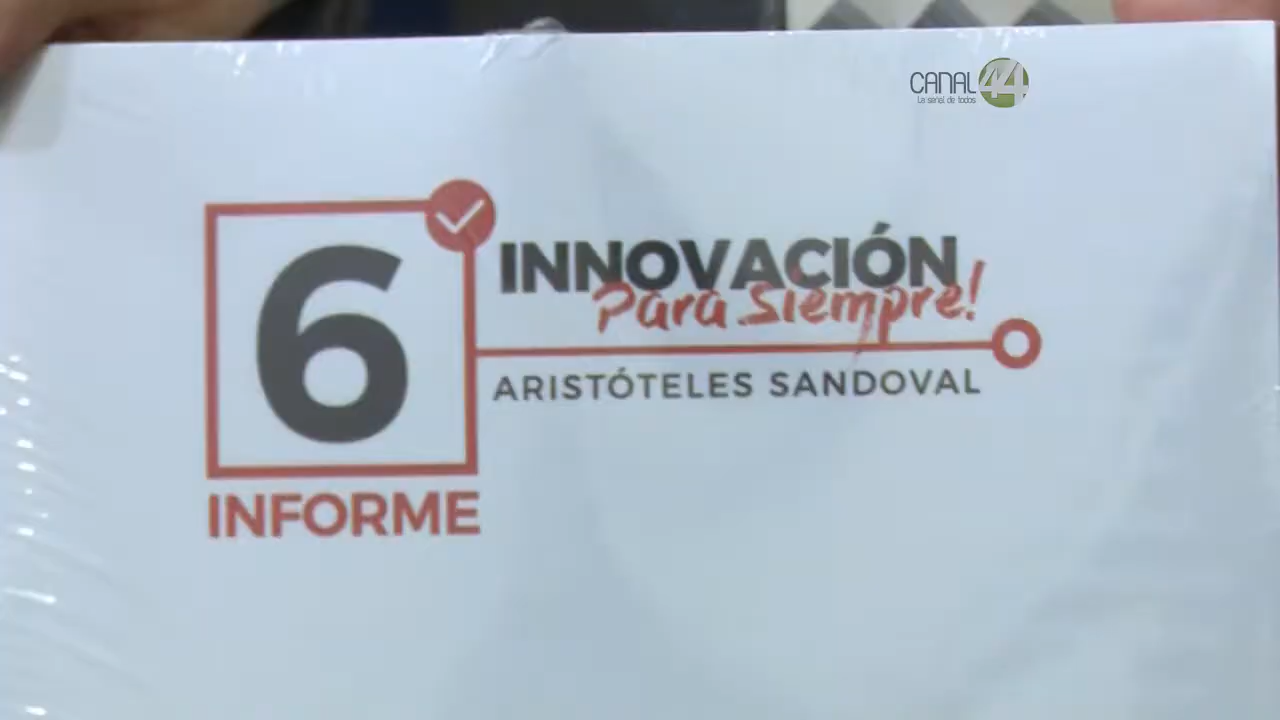 CANAL 44
La señal de todos
6
INFORME
INNOVACIÓN
Para Siempre!
ARISTÓTELES SANDOVAL